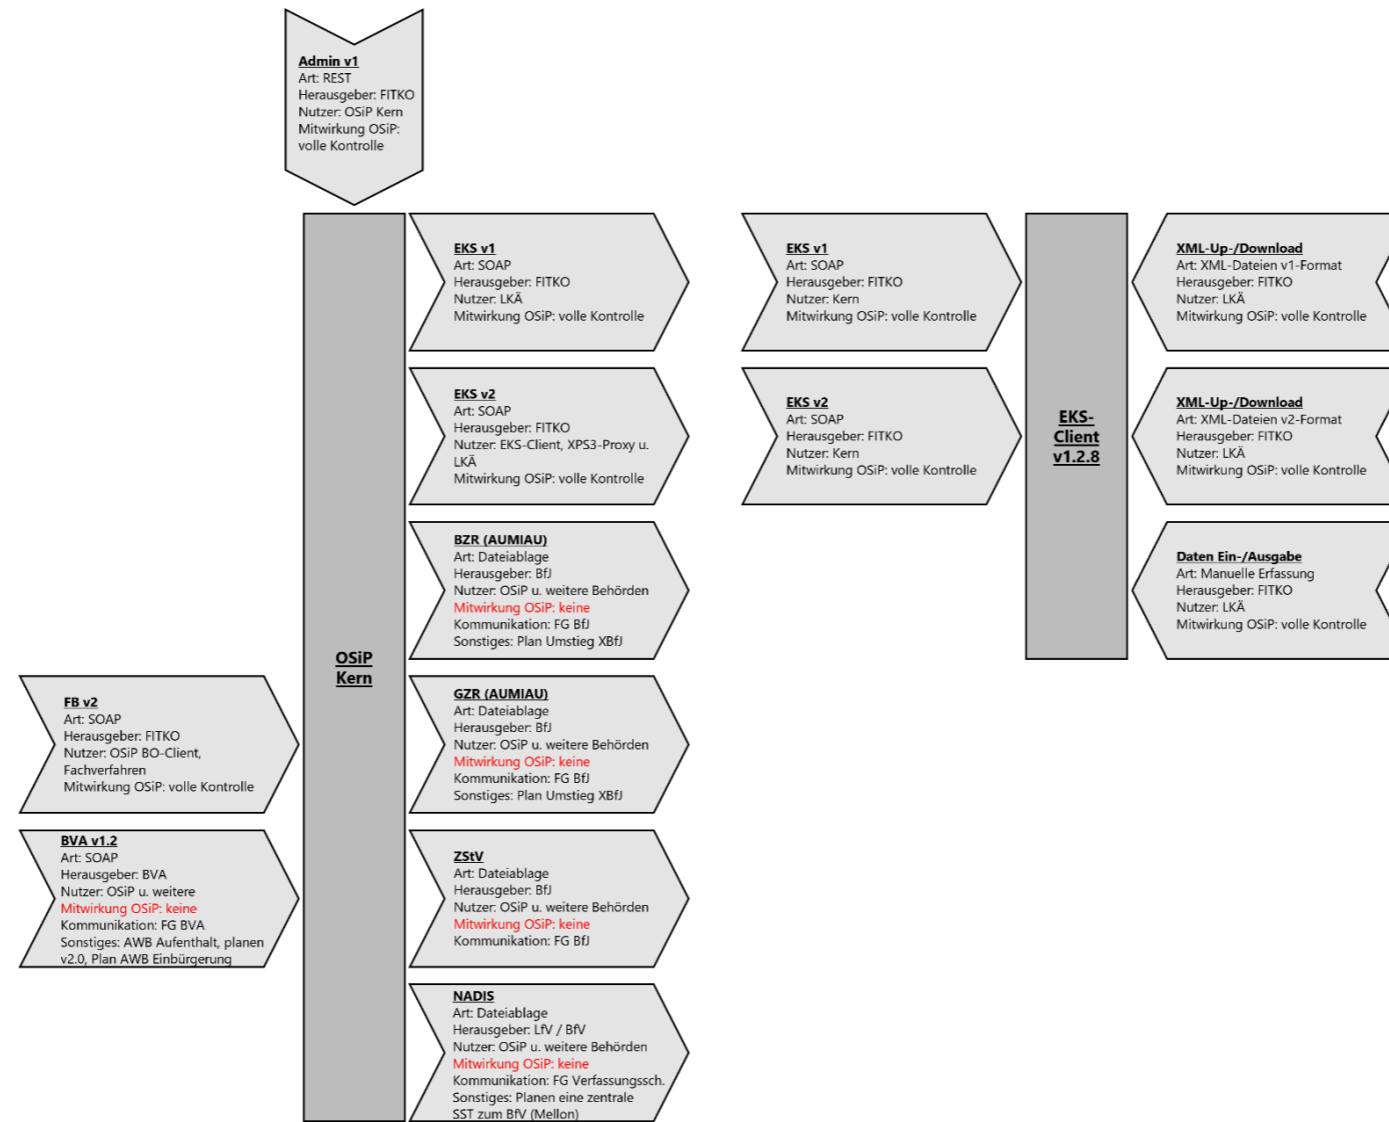 Admin v1
Art: REST
Herausgeber: FITKO
Nutzer: OSiP Kern
Mitwirkung OSiP:
volle Kontrolle
OSiP
Kern
EKS v1
Art: SOAP
Herausgeber: FITKO
Nutzer: LKÄ
Mitwirkung OSiP: volle Kontrolle
EKS v2
Art: SOAP
Herausgeber: FITKO
Nutzer: EKS-Client, XPS3-Proxy u.
LKÄ
Mitwirkung OSiP: volle Kontrolle
BZR (AUMIAU)
Art: Dateiablage
Herausgeber: BfJ
Nutzer: OSiP u. weitere Behörden
Mitwirkung OSiP: keine
Kommunikation: FG BfJ
Sonstiges: Plan Umstieg XBfJ
GZR (AUMIAU)
Art: Dateiablage
Herausgeber: BfJ
Nutzer: OSiP u. weitere Behörden
Mitwirkung OSiP: keine
Kommunikation: FG BfJ
Sonstiges: Plan Umstieg XBfJ
ZStV
Art: Dateiablage
Herausgeber: BfJ
Nutzer: OSiP u. weitere Behörden
Mitwirkung OSiP: keine
Kommunikation: FG BfJ
NADIS
Art: Dateiablage
Herausgeber: LfV / BfV
Nutzer: OSiP u. weitere Behörden
Mitwirkung OSiP: keine
Kommunikation: FG Verfassungssch.
Sonstiges: Planen eine zentrale
SST zum BfV (Mellon)
FB v2
Art: SOAP
Herausgeber: FITKO
Nutzer: OSiP BO-Client,
Fachverfahren
Mitwirkung OSiP: volle Kontrolle
BVA v1.2
Art: SOAP
Herausgeber: BVA
Nutzer: OSiP u. weitere
Mitwirkung OSiP: keine
Kommunikation: FG BVA
Sonstiges: AWB Aufenthalt, planen
v2.0, Plan AWB Einbürgerung
EKS v1
Art: SOAP
Herausgeber: FITKO
Nutzer: Kern
Mitwirkung OSiP: volle Kontrolle
EKS v2
Art: SOAP
Herausgeber: FITKO
Nutzer: Kern
Mitwirkung OSiP: volle Kontrolle
EKS-
Client
v1.2.8
XML-Up-/Download
Art: XML-Dateien v1-Format
Herausgeber: FITKO
Nutzer: LKÄ
Mitwirkung OSiP: volle Kontrolle
XML-Up-/Download
Art: XML-Dateien v2-Format
Herausgeber: FITKO
Nutzer: LKÄ
Mitwirkung OSiP: volle Kontrolle
Daten Ein-/Ausgabe
Art: Manuelle Erfassung
Herausgeber: FITKO
Nutzer: LKÄ
Mitwirkung OSiP: volle Kontrolle